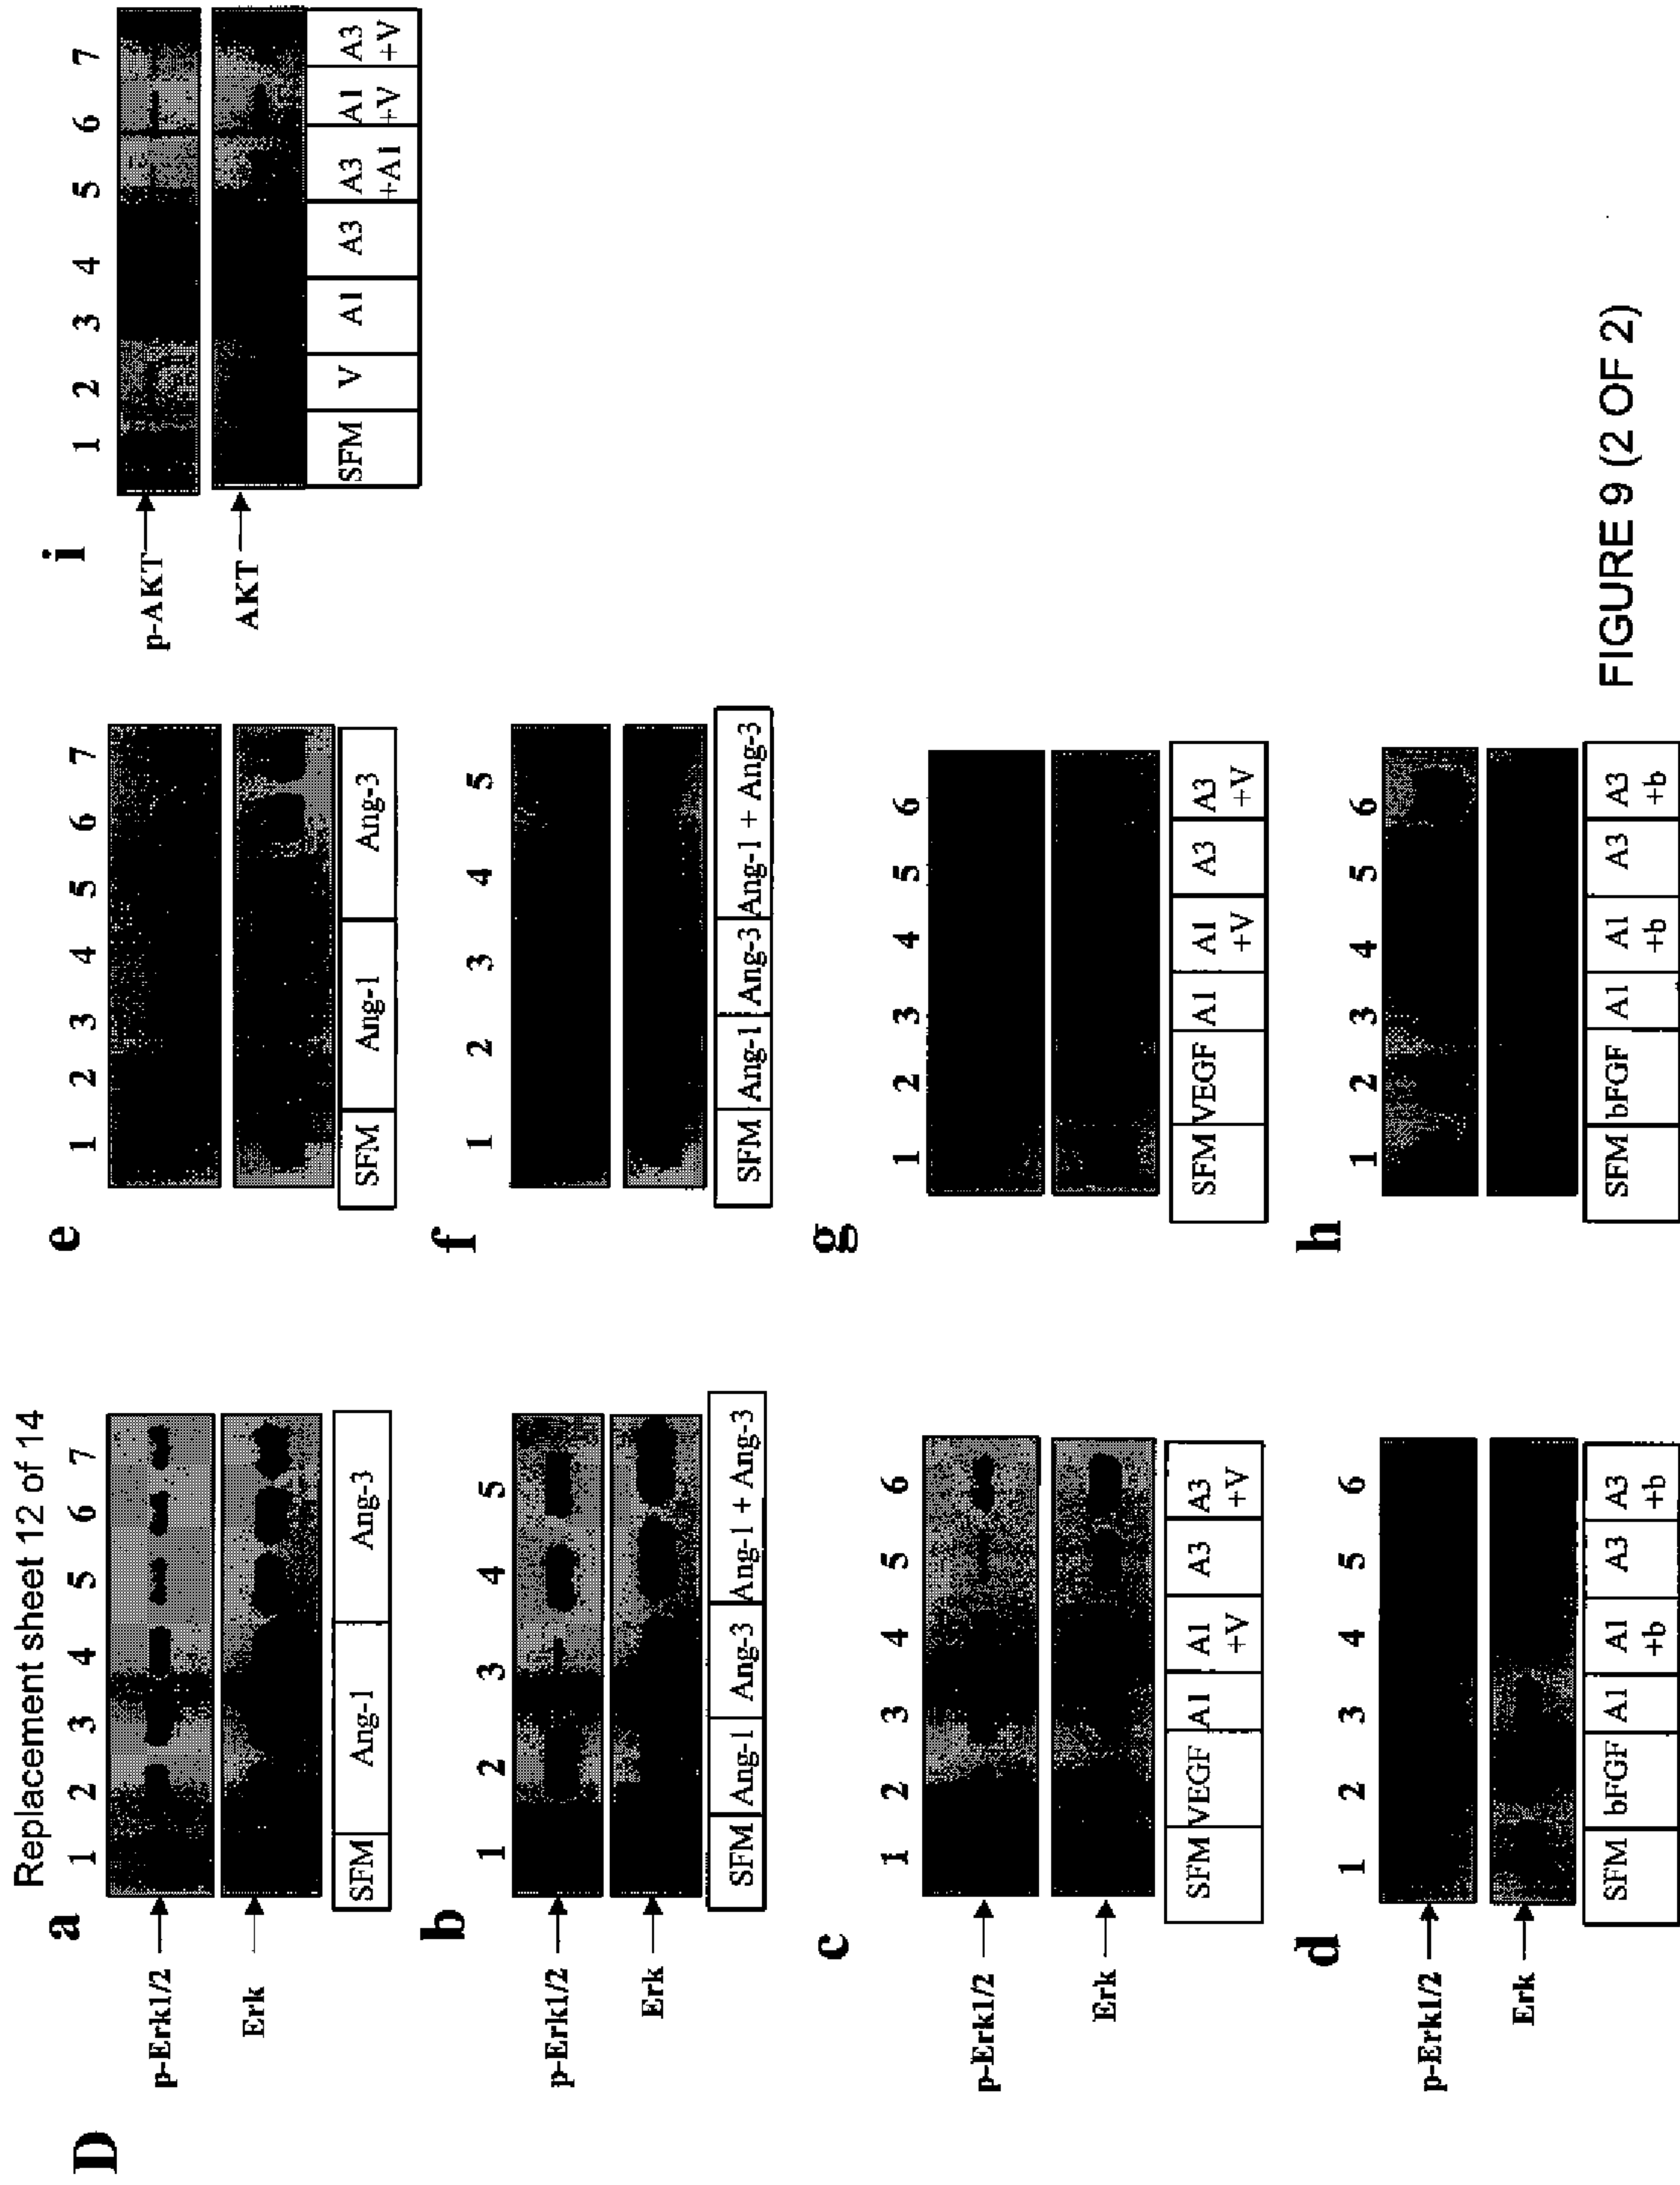 Replacement sheet 12 of 14
D
a
1 2 3 4 5 6 7
p-Erk1/2
Erk
SFM Ang-1 Ang-3
b
1 2 3 4 5
p-Erk1/2
Erk
SFM Ang-1 Ang-3 Ang-1 + Ang-3
c
1 2 3 4 5 6
p-Erk1/2
Erk
SFM VEGF A1 A1 A3 A3
+V +V
d
1 2 3 4 5 6
p-Erk1/2
Erk
SFM bFGF A1 A1 A3 A3
+b +b
e
1 2 3 4 5 6 7
SFM Ang-1 Ang-3
f
1 2 3 4 5
SFM Ang-1 Ang-3 Ang-1 + Ang-3
g
1 2 3 4 5 6
SFM VEGF A1 A1 A3 A3
+V +V
h
1 2 3 4 5 6
SFM bFGF A1 A1 A3 A3
+b +b
i
1 2 3 4 5 6 7
p-AKT
AKT
SFM V A1 A3 A3 A1 A3
+A1 +V +V
FIGURE 9 (2 OF 2)